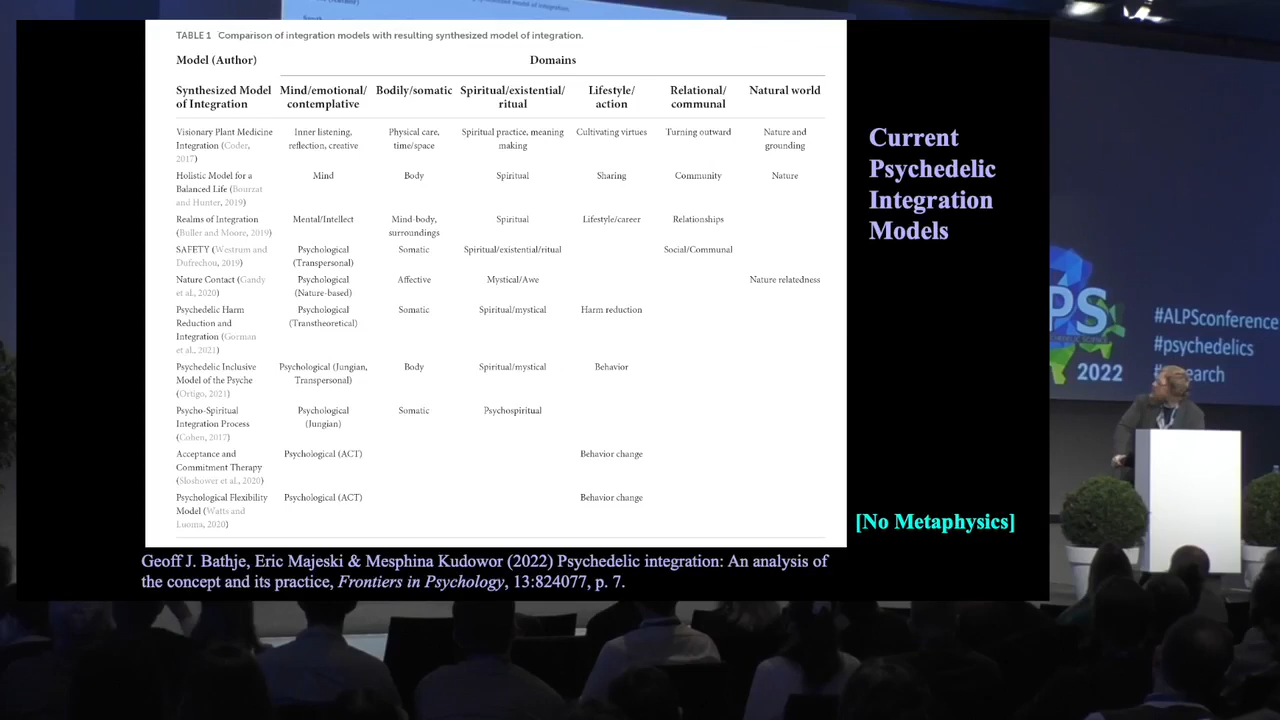 TABLE 1 Comparison of integration models with resulting synthesized model of integration.
Model (Author) Domains
Synthesized Model of Integration Mind/emotional/contemplative Bodily/somatic Spiritual/existential/ritual Lifestyle/action Relational/communal Natural world
Visionary Plant Medicine Integration (Coder, 2017) Inner listening, reflection, creative Physical care, time/space Spiritual practice, meaning making Cultivating virtues Turning outward Nature and grounding
Holistic Model for a Balanced Life (Bourzat and Hunter, 2019) Mind Body Spiritual Sharing Community Nature
Realms of Integration (Buller and Moore, 2019) Mental/Intellect Mind-body, surroundings Spiritual Lifestyle/career Relationships
SAFETY (Westrum and Dufrechou, 2019) Psychological (Transpersonal) Somatic Spiritual/existential/ritual Social/Communal
Nature Contact (Gandy et al., 2020) Psychological (Nature-based) Affective Mystical/Awe Nature relatedness
Psychedelic Harm Reduction and Integration (Gorman et al., 2021) Psychological (Transtheoretical) Somatic Spiritual/mystical Harm reduction
Psychedelic Inclusive Model of the Psyche (Ortigo, 2021) Psychological (Jungian, Transpersonal) Body Spiritual/mystical Behavior
Psycho-Spiritual Integration Process (Cohen, 2017) Psychological (Jungian) Somatic Psychospiritual
Acceptance and Commitment Therapy (Sloshower et al., 2020) Psychological (ACT) Behavior change
Psychological Flexibility Model (Watts and Luoma, 2020) Psychological (ACT) Behavior change
Current
Psychedelic
Integration
Models
[No Metaphysics]
Geoff J. Bathje, Eric Majeski & Mesphina Kudowor (2022) Psychedelic integration: An analysis of
the concept and its practice, Frontiers in Psychology, 13:824077, p. 7.
PS
2022
#ALPSconference
#psychedelics